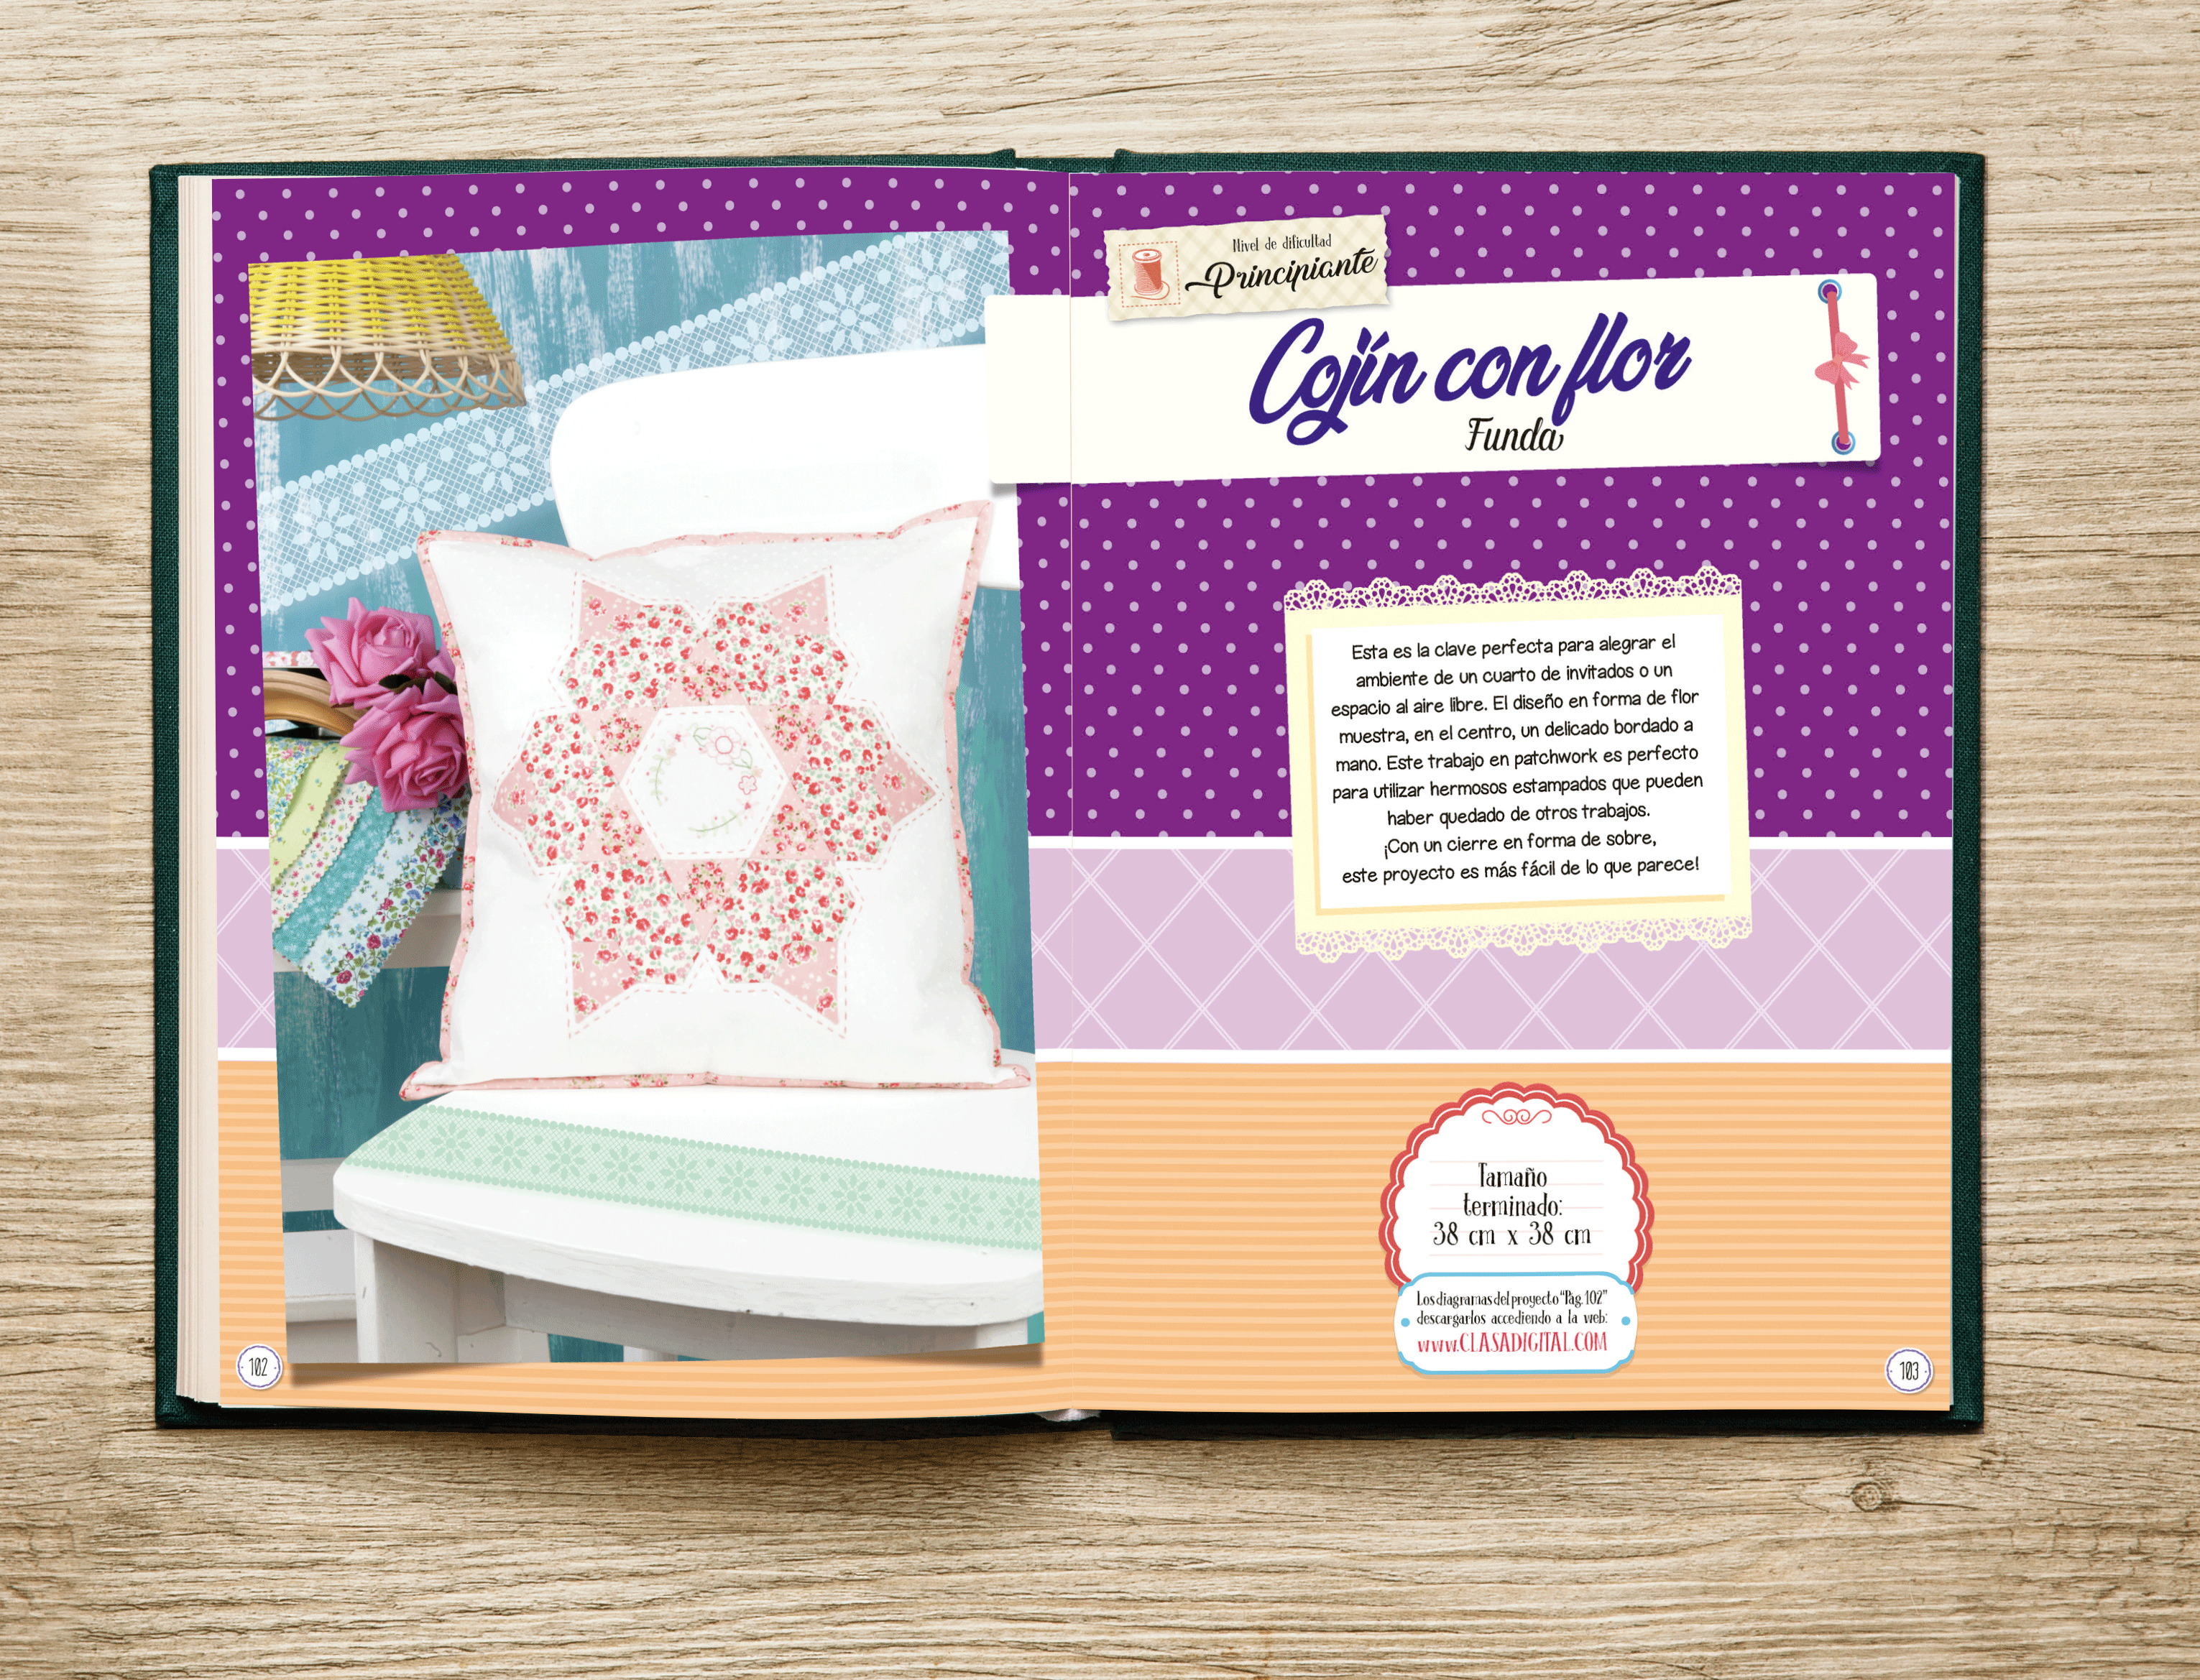 Nivel de dificultad
Principiante
Cojín con flor
Funda
Esta es la clave perfecta para alegrar el
ambiente de un cuarto de invitados o un
espacio al aire libre. El diseño en forma de flor
muestra, en el centro, un delicado bordado a
mano. Este trabajo en patchwork es perfecto
para utilizar hermosos estampados que pueden
haber quedado de otros trabajos.
¡Con un cierre en forma de sobre,
este proyecto es más fácil de lo que parece!
Tamaño
terminado:
38 cm x 38 cm
Los diagramas del proyecto “Pág. 102”
descargarlos accediendo a la web:
www.CLASADIGITAL.COM
102
103